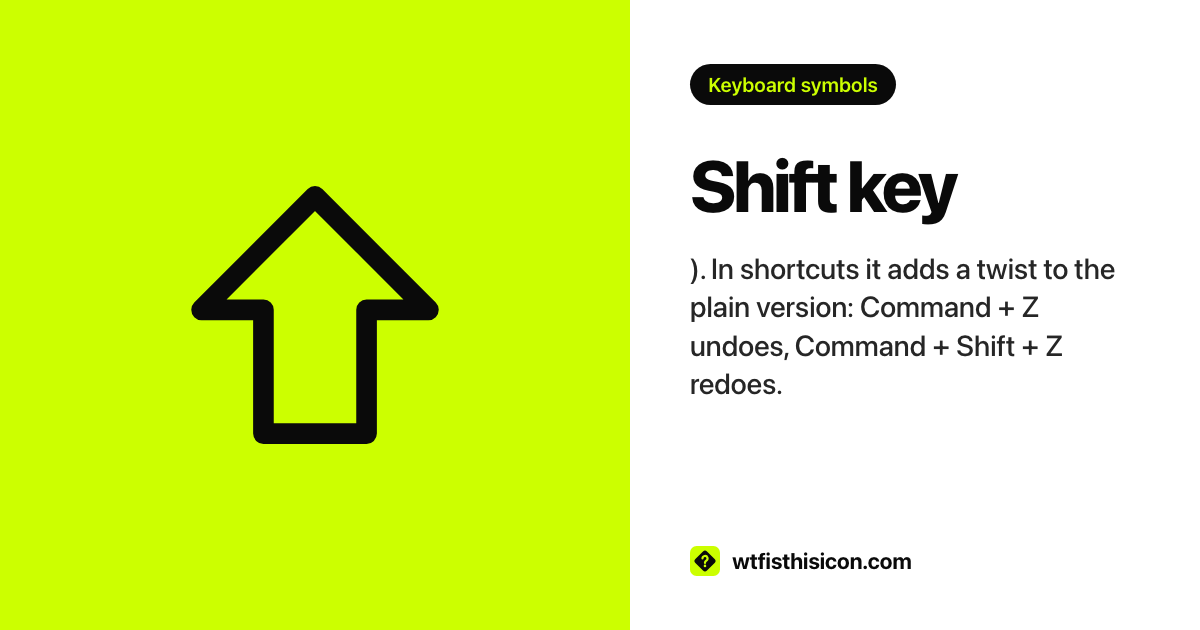 Keyboard symbols
Shift key
). In shortcuts it adds a twist to the
plain version: Command + Z
undoes, Command + Shift + Z
redoes.
?
wtfisthisicon.com